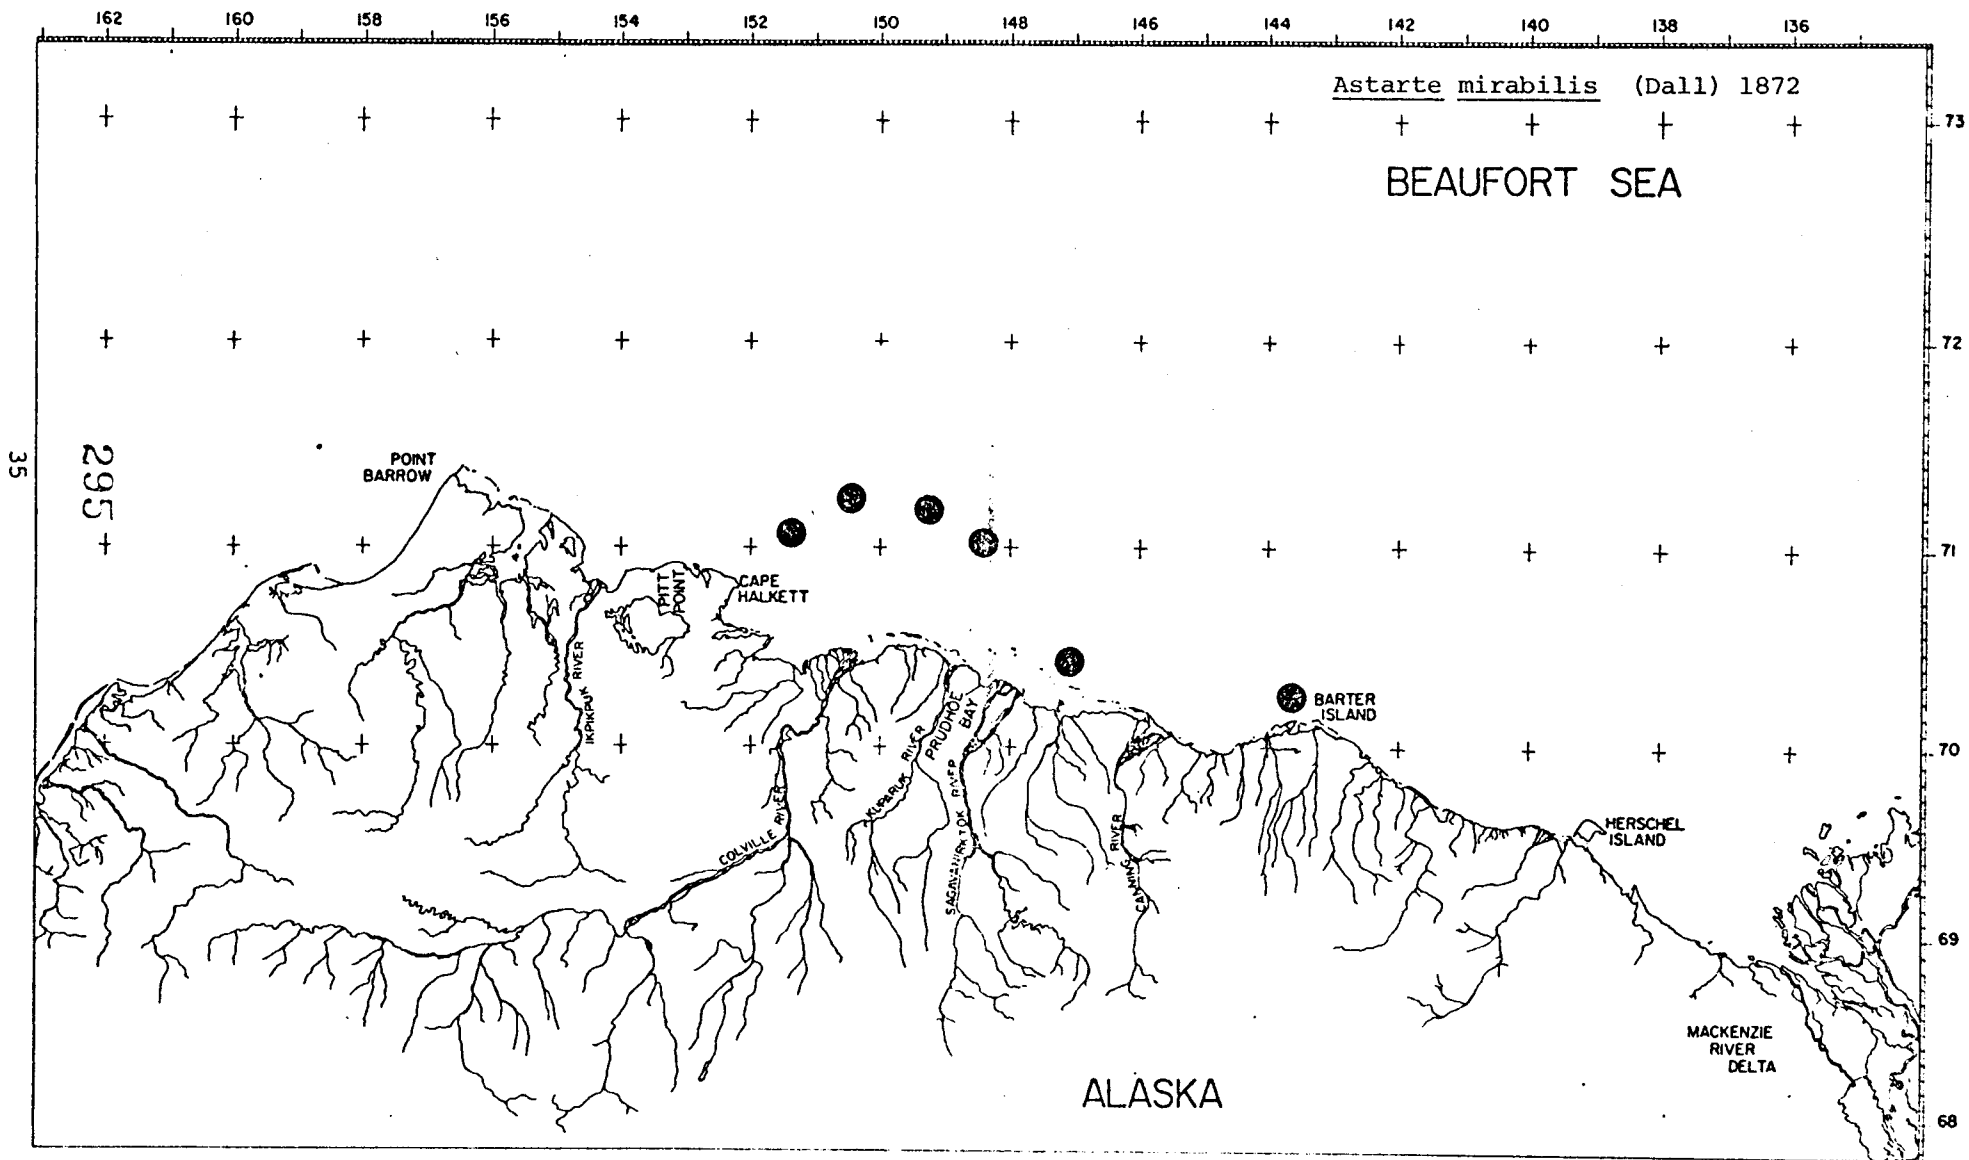 162 160 158 156 154 152 150 148 146 144 142 140 138 136
Astarte mirabilis (Dall) 1872
73
BEAUFORT SEA
72
35
295
POINT
BARROW
71
PITT
POINT
CAPE
HALKETT
IKPIKPUK RIVER
BARTER
ISLAND
PRUDHOE
BAY
70
KUPARUK RIVER
COLVILLE RIVER
SAGAVANIRKTOK RIVER
CANNING RIVER
HERSCHEL
ISLAND
69
MACKENZIE
RIVER
DELTA
ALASKA
68